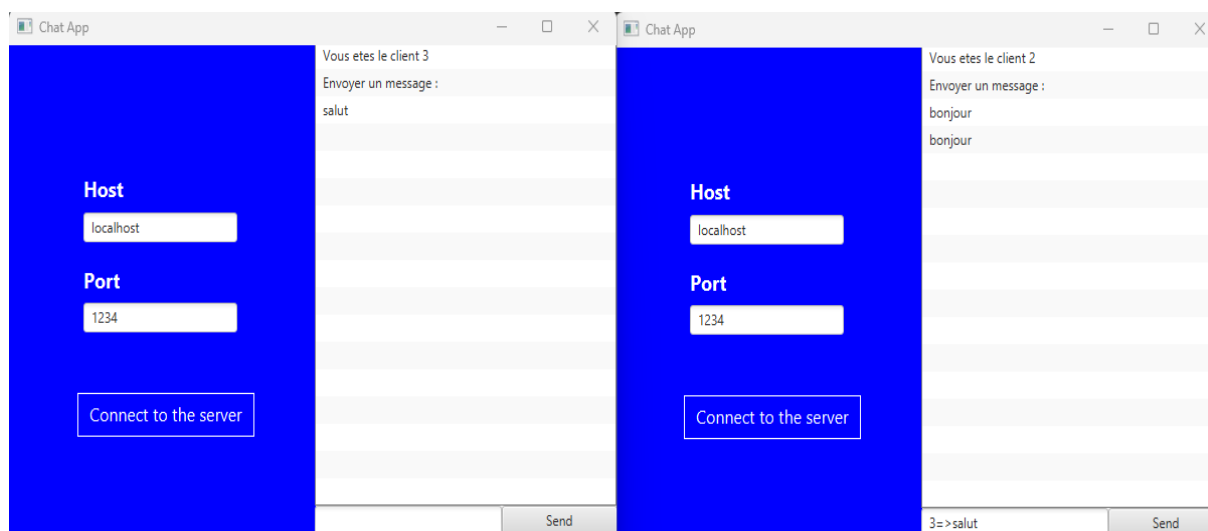 Chat App
Vous etes le client 3
Envoyer un message :
salut
Host
localhost
Port
1234
Connect to the server
Send
Chat App
Vous etes le client 2
Envoyer un message :
bonjour
bonjour
Host
localhost
Port
1234
Connect to the server
3=>salut
Send